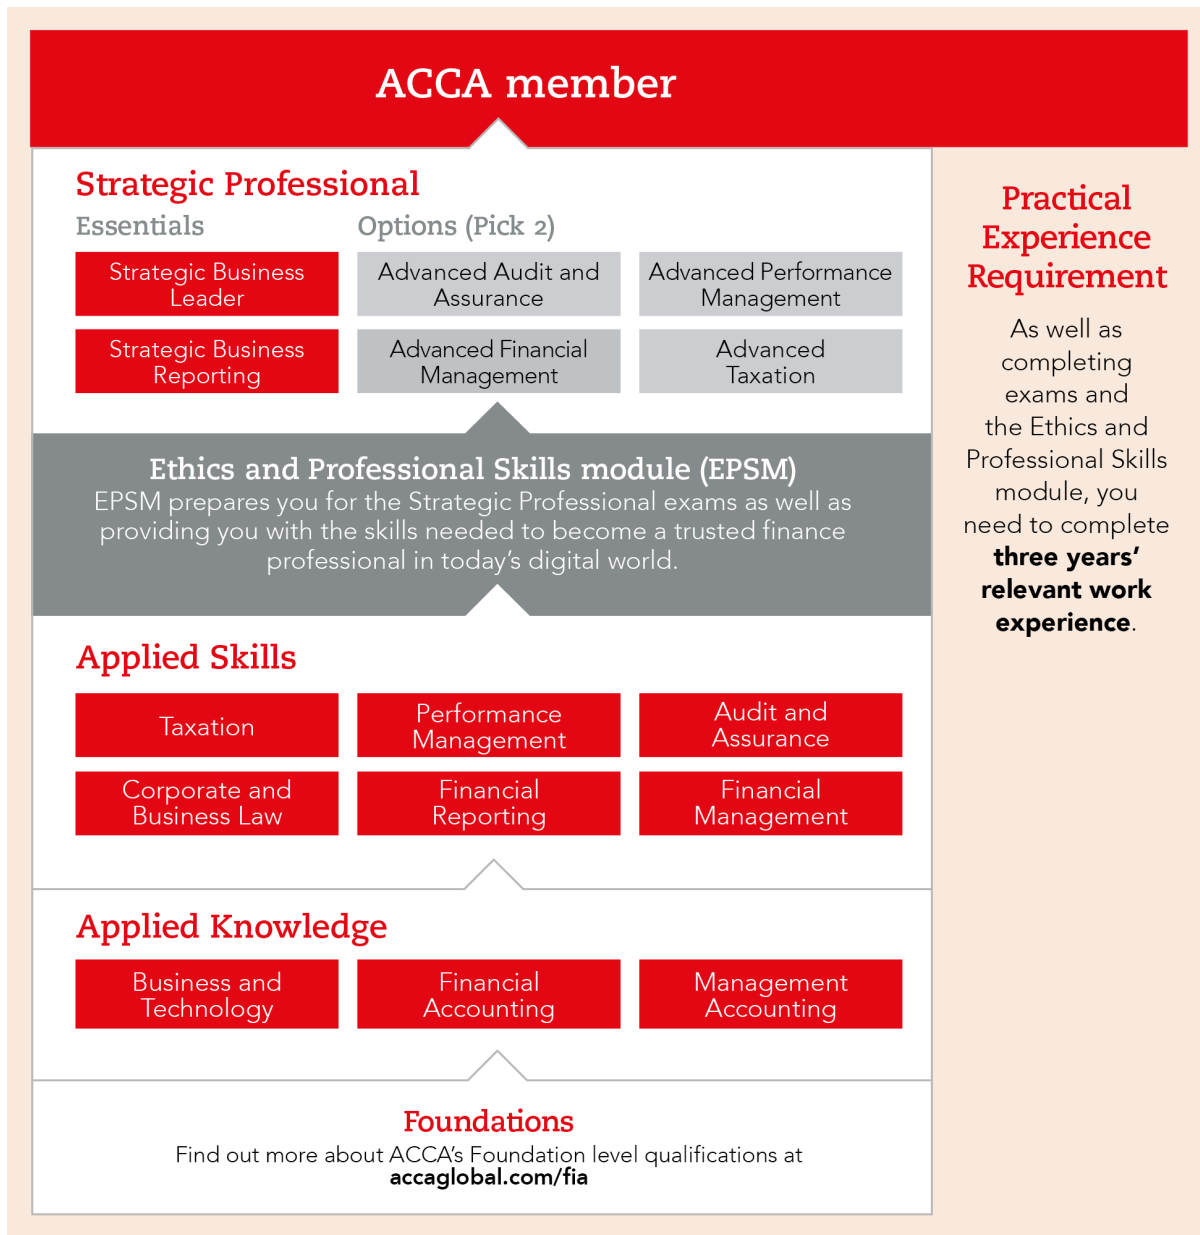 ACCA member
Strategic Professional
Essentials
Options (Pick 2)
Strategic Business
Leader
Advanced Audit and
Assurance
Advanced Performance
Management
Strategic Business
Reporting
Advanced Financial
Management
Advanced
Taxation
Ethics and Professional Skills module (EPSM)
EPSM prepares you for the Strategic Professional exams as well as
providing you with the skills needed to become a trusted finance
professional in today’s digital world.
Applied Skills
Taxation
Performance
Management
Audit and
Assurance
Corporate and
Business Law
Financial
Reporting
Financial
Management
Applied Knowledge
Business and
Technology
Financial
Accounting
Management
Accounting
Foundations
Find out more about ACCA’s Foundation level qualifications at
accaglobal.com/fia
Practical
Experience
Requirement
As well as
completing
exams and
the Ethics and
Professional Skills
module, you
need to complete
three years’
relevant work
experience.